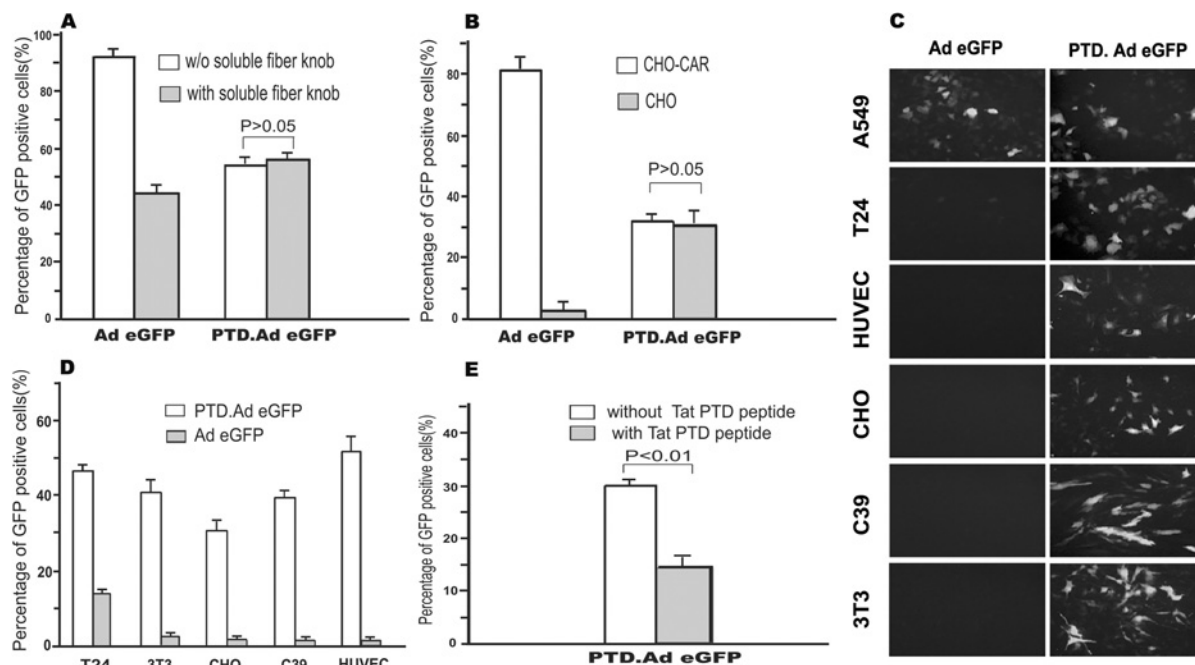 A
Percentage of GFP positive cells(%)
100
80
60
40
20
0
w/o soluble fiber knob
with soluble fiber knob
P>0.05
Ad eGFP
PTD.Ad eGFP
B
Percentage of GFP positive cells(%)
80
60
40
20
0
CHO-CAR
CHO
P>0.05
Ad eGFP
PTD.Ad eGFP
C
Ad eGFP
PTD. Ad eGFP
A549
T24
HUVEC
CHO
C39
3T3
D
Percentage of GFP positive cells(%)
60
40
20
0
PTD.Ad eGFP
Ad eGFP
T24
3T3
CHO
C39
HUVEC
E
Percentage of GFP positive cells(%)
40
30
30
20
10
0
without Tat PTD peptide
with Tat PTD peptide
P<0.01
PTD.Ad eGFP